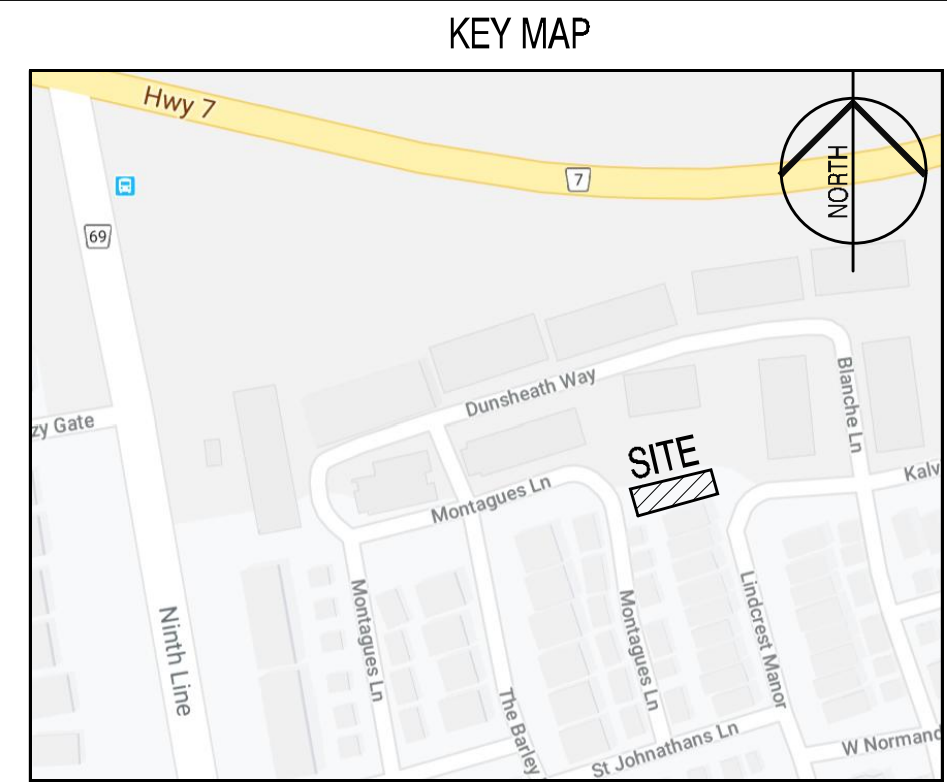 KEY MAP
Hwy 7
7
NORTH
69
Dunsheath Way
Blanche Ln
zy Gate
SITE
Kalv
Montagues Ln
Montagues Ln
Montagues Ln
Lindcrest Manor
Ninth Line
The Barley
St Johnathans Ln
W Normand